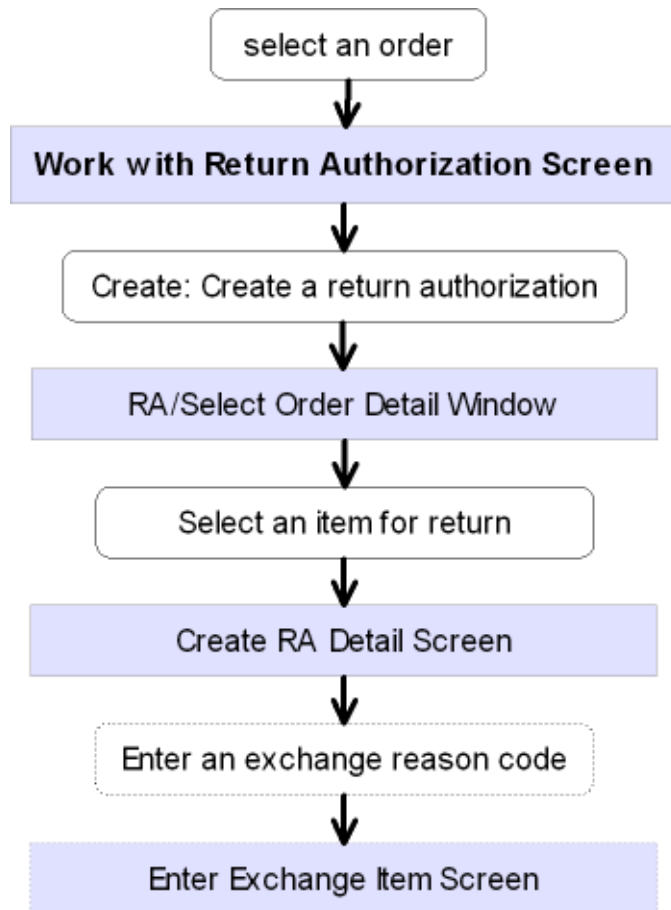 select an order
Work with Return Authorization Screen
Create: Create a return authorization
RA/Select Order Detail Window
Select an item for return
Create RA Detail Screen
Enter an exchange reason code
Enter Exchange Item Screen